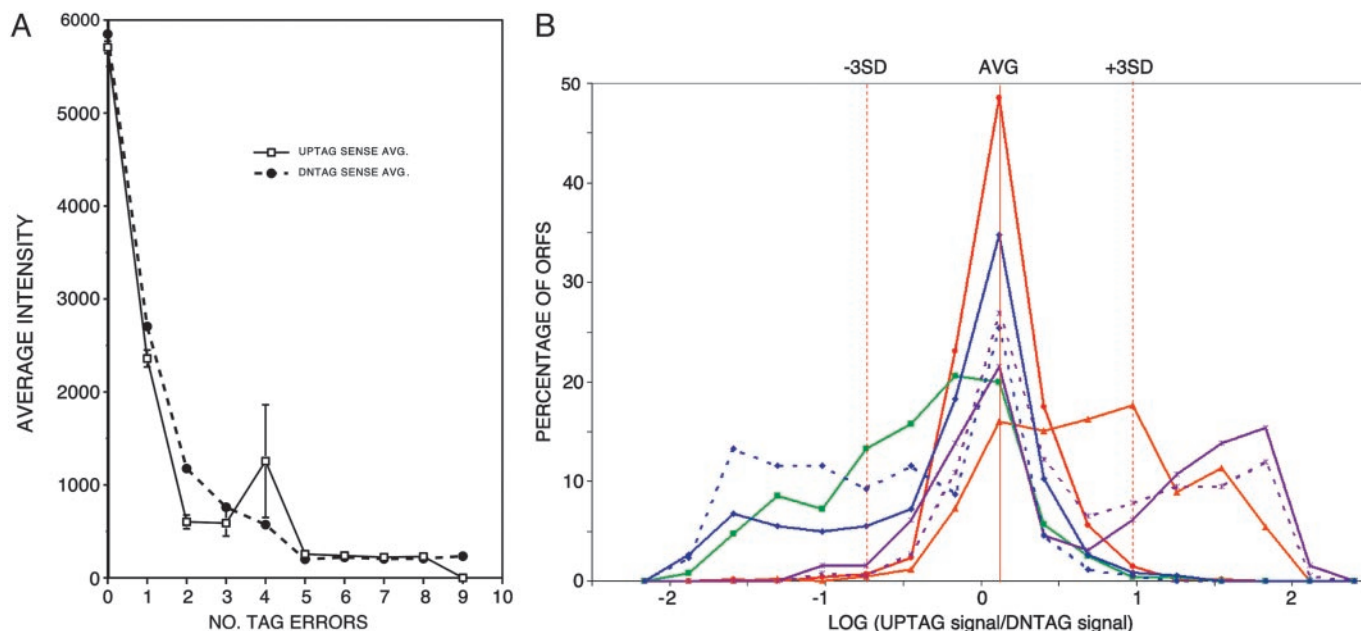 A
6000
5000
4000
3000
2000
1000
0
AVERAGE INTENSITY
UPTAG SENSE AVG.
DNTAG SENSE AVG.
0 1 2 3 4 5 6 7 8 9 10
NO. TAG ERRORS
B
-3SD AVG +3SD
50
40
30
20
10
0
PERCENTAGE OF ORFS
-2 -1 0 1 2
LOG (UPTAG signal/DNTAG signal)